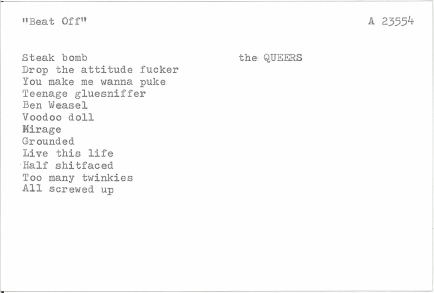 "Beat Off" A 23554
Steak bomb the QUEERS
Drop the attitude fucker
You make me wanna puke
Teenage gluesniffer
Ben Weasel
Voodoo doll
Mirage
Grounded
Live this life
Half shitfaced
Too many twinkies
All screwed up